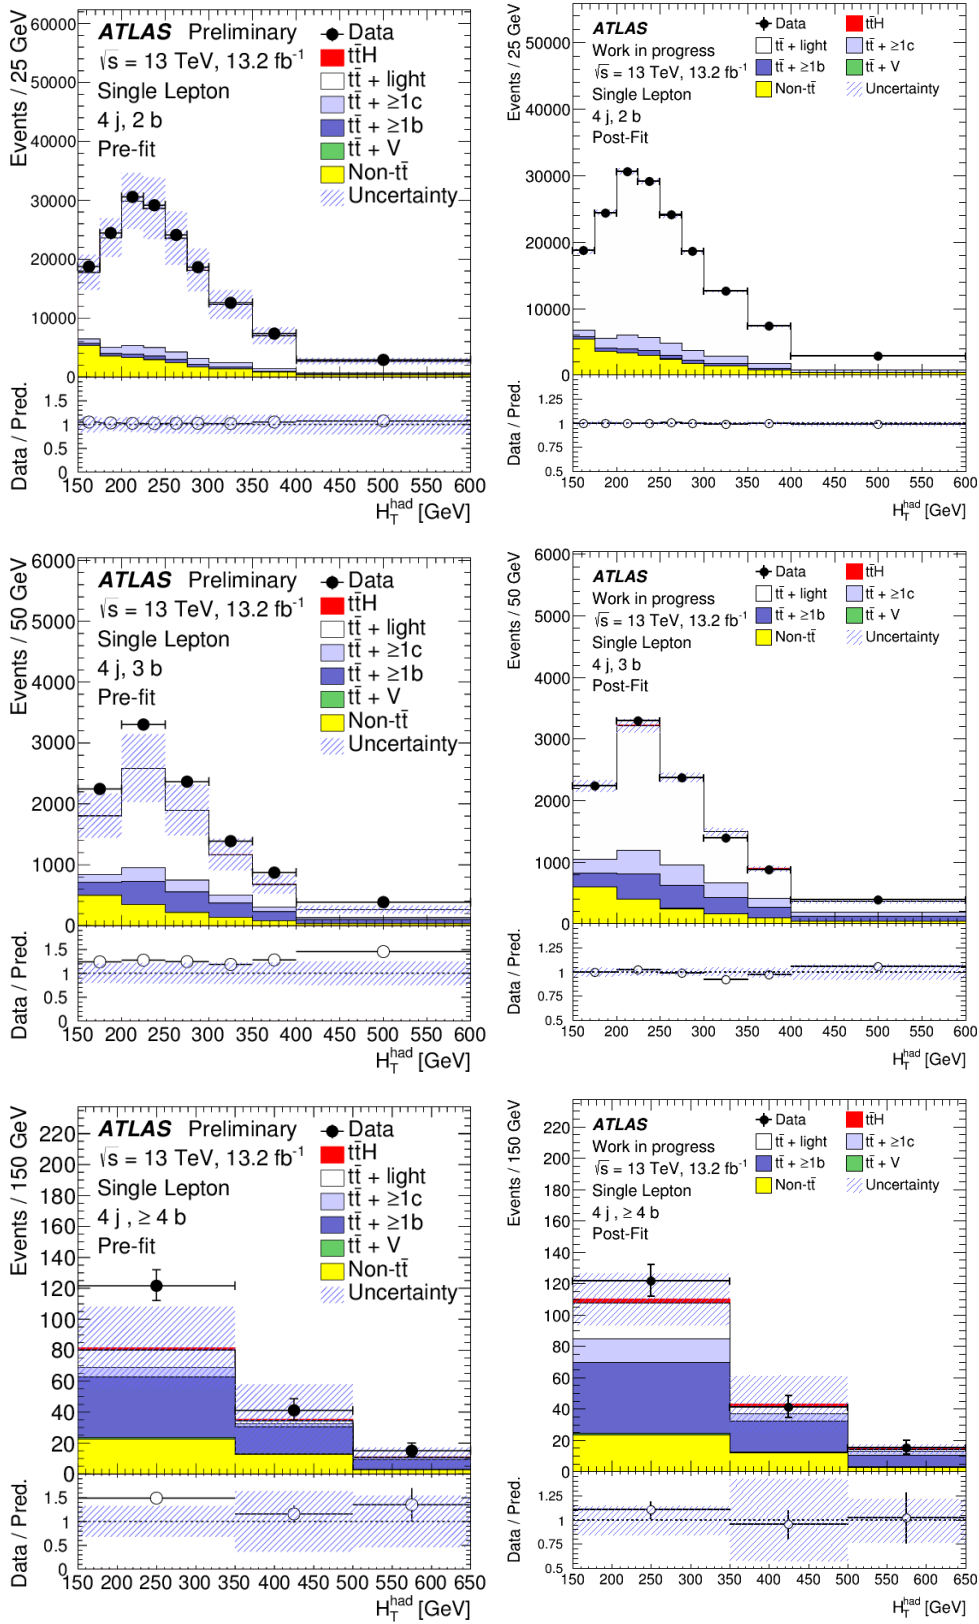 ATLAS Preliminary
√s = 13 TeV, 13.2 fb⁻¹
Single Lepton
4 j, 2 b
Pre-fit
Data
tt̄H
tt̄ + light
tt̄ + ≥1c
tt̄ + ≥1b
tt̄ + V
Non-tt̄
Uncertainty
Events / 25 GeV
60000
50000
40000
30000
20000
10000
0
Data / Pred.
1.5
1
0.5
0
150 200 250 300 350 400 450 500 550 600
H_T^had [GeV]
ATLAS
Work in progress
√s = 13 TeV, 13.2 fb⁻¹
Single Lepton
4 j, 2 b
Post-Fit
Data
tt̄H
tt̄ + light
tt̄ + ≥1c
tt̄ + ≥1b
tt̄ + V
Non-tt̄
Uncertainty
Events / 25 GeV
50000
40000
30000
20000
10000
0
Data / Pred.
1.25
1
0.75
0.5
150 200 250 300 350 400 450 500 550 600
H_T^had [GeV]
ATLAS Preliminary
√s = 13 TeV, 13.2 fb⁻¹
Single Lepton
4 j, 3 b
Pre-fit
Data
tt̄H
tt̄ + light
tt̄ + ≥1c
tt̄ + ≥1b
tt̄ + V
Non-tt̄
Uncertainty
Events / 50 GeV
6000
5000
4000
3000
2000
1000
0
Data / Pred.
1.5
1
0.5
0
150 200 250 300 350 400 450 500 550 600
H_T^had [GeV]
ATLAS
Work in progress
√s = 13 TeV, 13.2 fb⁻¹
Single Lepton
4 j, 3 b
Post-Fit
Data
tt̄H
tt̄ + light
tt̄ + ≥1c
tt̄ + ≥1b
tt̄ + V
Non-tt̄
Uncertainty
Events / 50 GeV
6000
5000
4000
3000
2000
1000
0
Data / Pred.
1.25
1
0.75
0.5
150 200 250 300 350 400 450 500 550 600
H_T^had [GeV]
ATLAS Preliminary
√s = 13 TeV, 13.2 fb⁻¹
Single Lepton
4 j , ≥ 4 b
Pre-fit
Data
tt̄H
tt̄ + light
tt̄ + ≥1c
tt̄ + ≥1b
tt̄ + V
Non-tt̄
Uncertainty
Events / 150 GeV
220
200
180
160
140
120
100
80
60
40
20
0
Data / Pred.
1.5
1
0.5
0
150 200 250 300 350 400 450 500 550 600 650
H_T^had [GeV]
ATLAS
Work in progress
√s = 13 TeV, 13.2 fb⁻¹
Single Lepton
4 j , ≥ 4 b
Post-Fit
Data
tt̄H
tt̄ + light
tt̄ + ≥1c
tt̄ + ≥1b
tt̄ + V
Non-tt̄
Uncertainty
Events / 150 GeV
220
200
180
160
140
120
100
80
60
40
20
0
Data / Pred.
1.25
1
0.75
0.5
150 200 250 300 350 400 450 500 550 600 650
H_T^had [GeV]